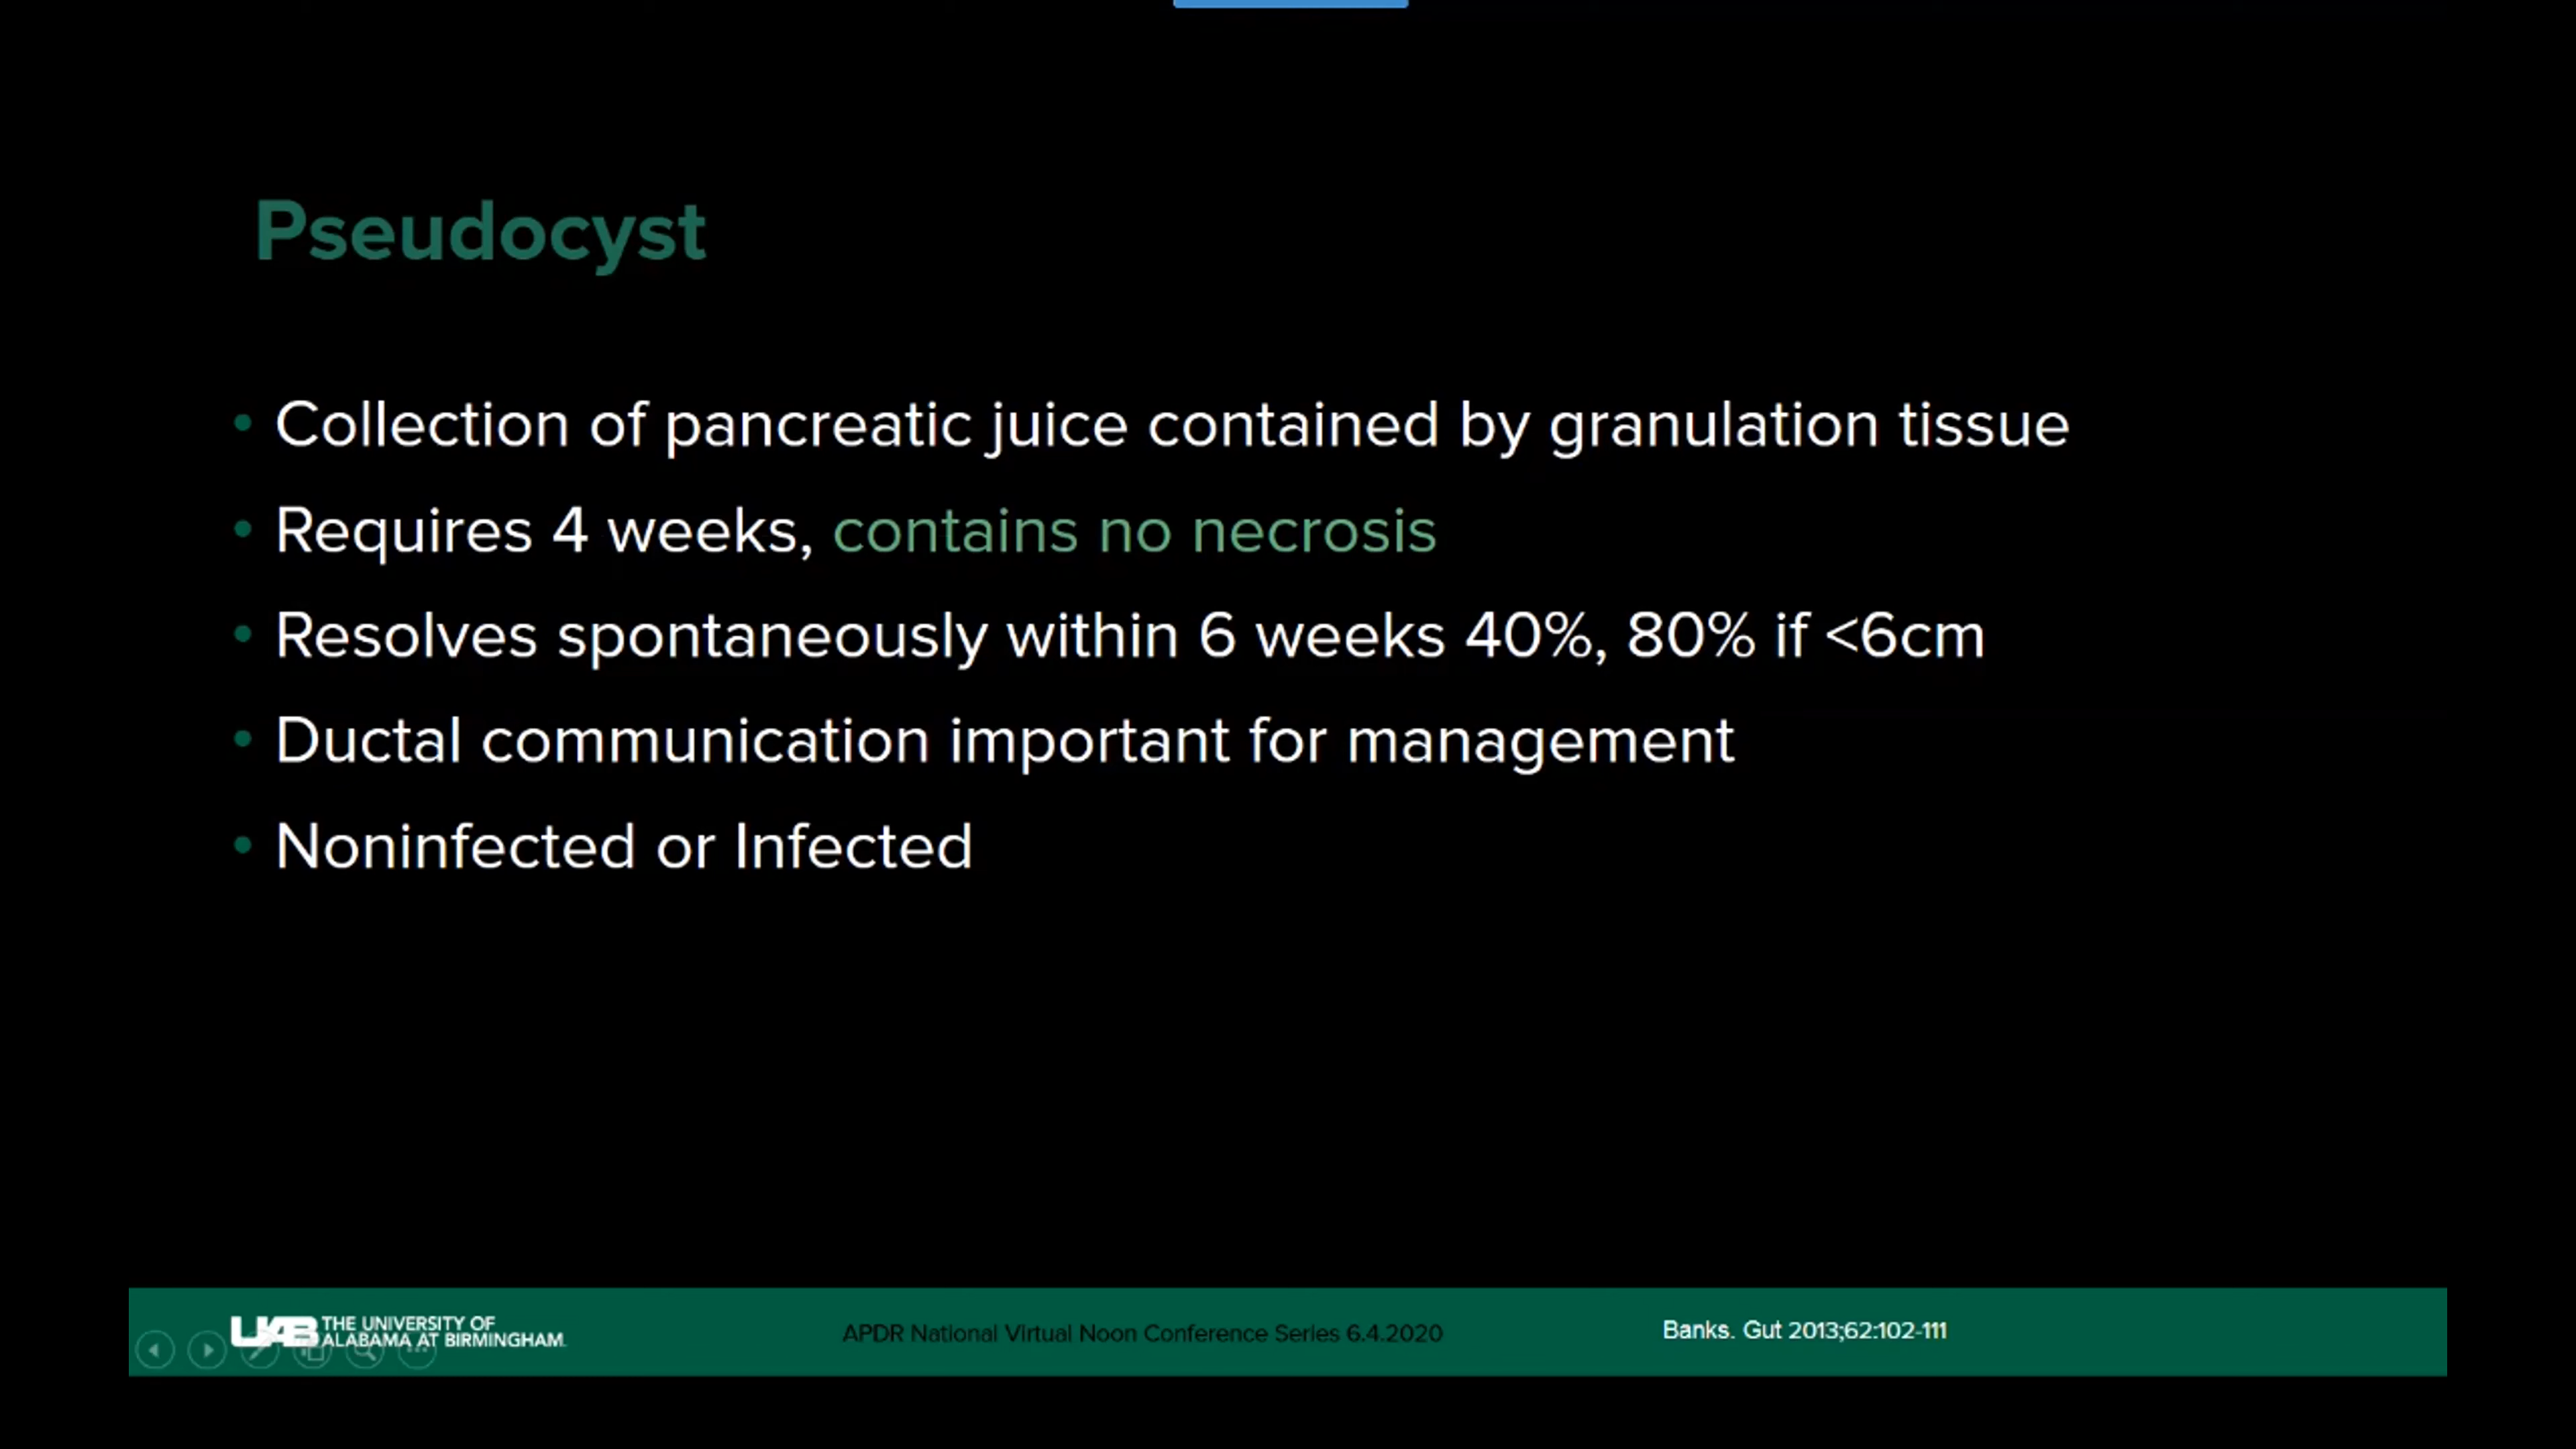 Pseudocyst
• Collection of pancreatic juice contained by granulation tissue
• Requires 4 weeks, contains no necrosis
• Resolves spontaneously within 6 weeks 40%, 80% if <6cm
• Ductal communication important for management
• Noninfected or Infected
UAB THE UNIVERSITY OF
ALABAMA AT BIRMINGHAM
APDR National Virtual Noon Conference Series 6.4.2020
Banks. Gut 2013;62:102-111